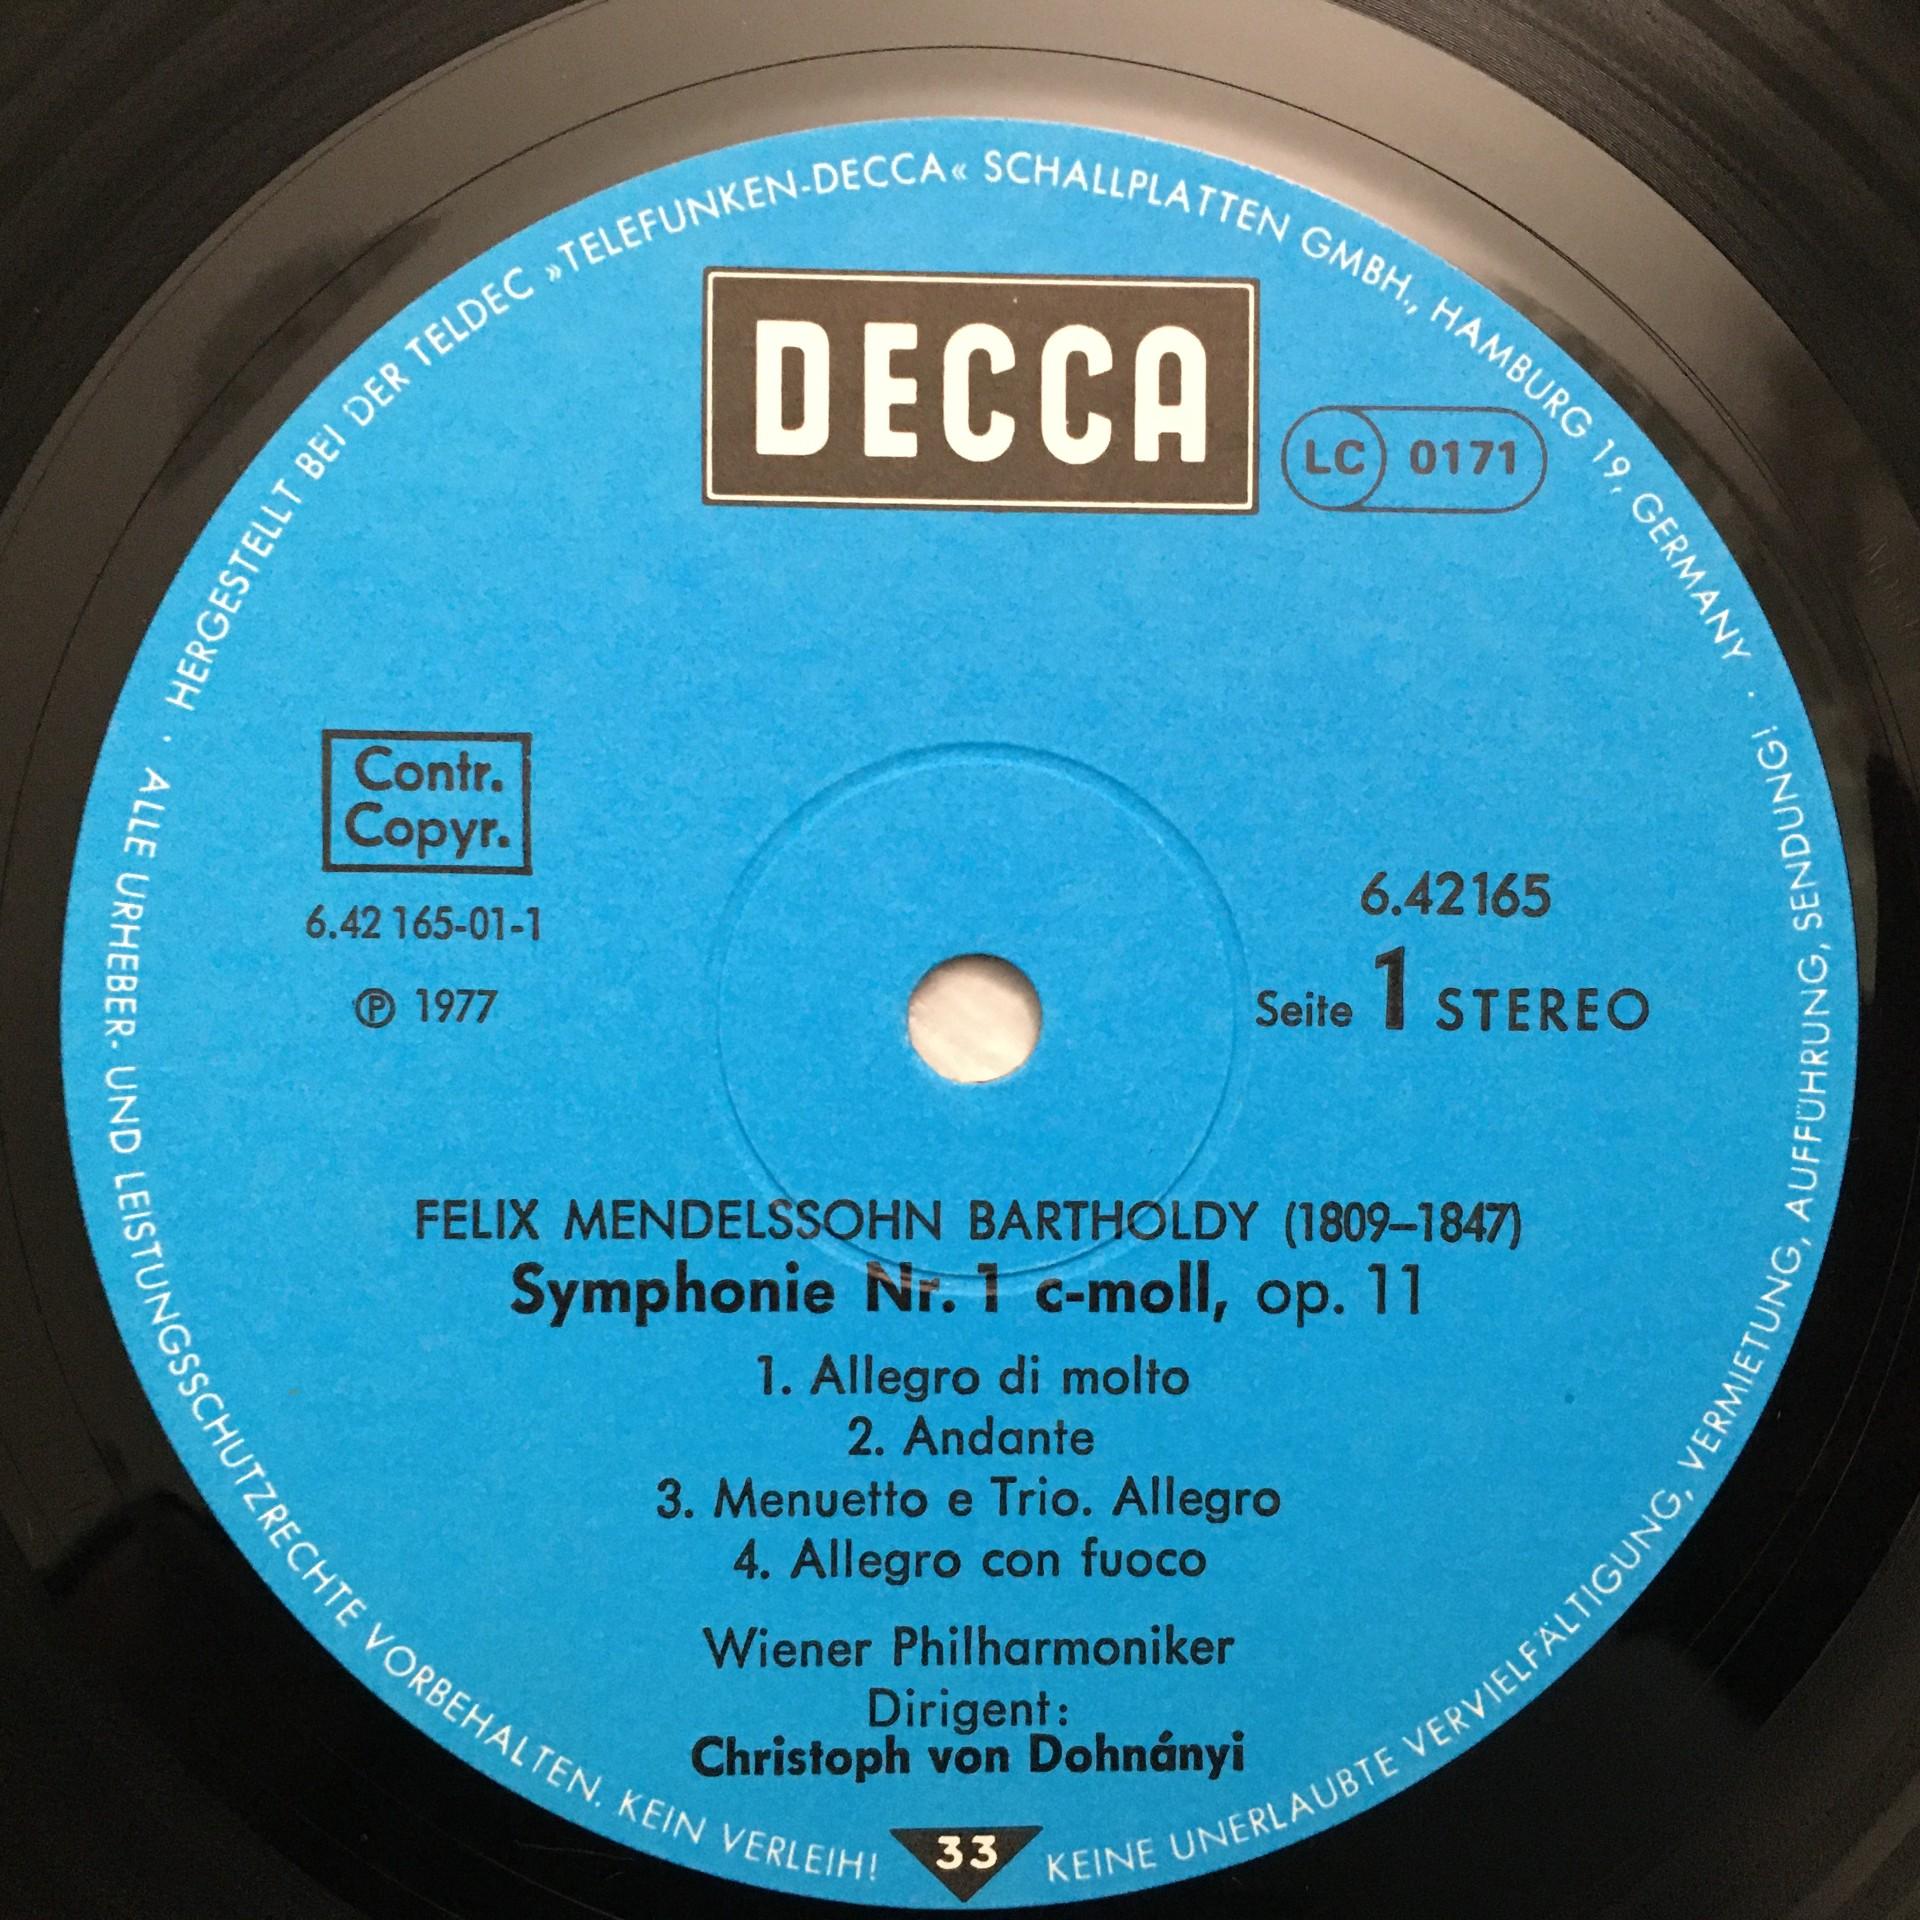 HERGESTELLT BEI DER TELDEC »TELEFUNKEN-DECCA« SCHALLPLATTEN GMBH., HAMBURG 19, GERMANY ·
DECCA
LC 0171
Contr.
Copyr.
6.42 165-01-1
℗ 1977
6.42165
Seite 1 STEREO
FELIX MENDELSSOHN BARTHOLDY (1809–1847)
Symphonie Nr. 1 c-moll, op. 11
1. Allegro di molto
2. Andante
3. Menuetto e Trio. Allegro
4. Allegro con fuoco
Wiener Philharmoniker
Dirigent:
Christoph von Dohnányi
33
· ALLE URHEBER- UND LEISTUNGSSCHUTZRECHTE VORBEHALTEN. KEIN VERLEIH! KEINE UNERLAUBTE VERVIELFÄLTIGUNG, VERMIETUNG, AUFFÜHRUNG, SENDUNG!